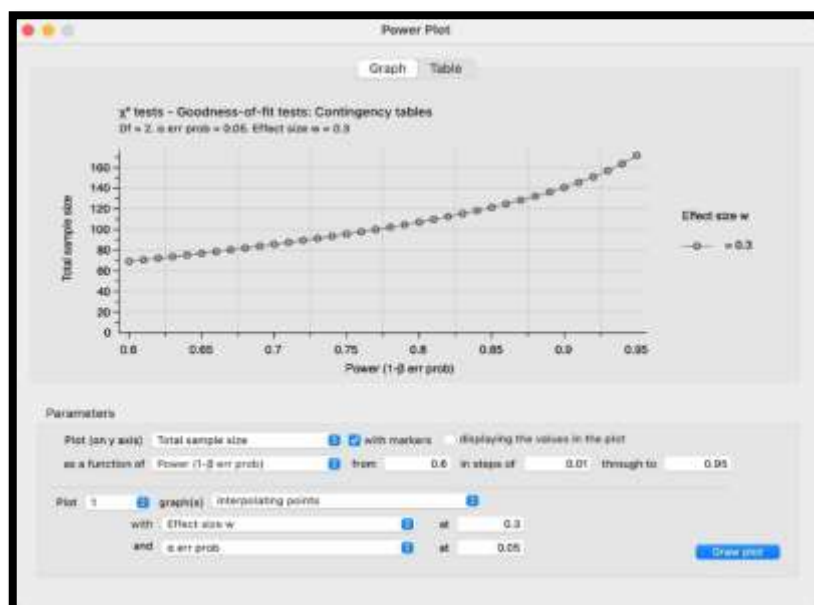 Power Plot
Graph Table
χ² tests - Goodness-of-fit tests: Contingency tables
Df = 2, α err prob = 0.05, Effect size w = 0.3
Total sample size
160
140
120
100
80
60
40
20
0
0.6 0.65 0.7 0.75 0.8 0.85 0.9 0.95
Power (1-β err prob)
Effect size w
= 0.3
Parameters
Plot (on y axis) Total sample size with markers displaying the values in the plot
as a function of Power (1-β err prob) from 0.6 in steps of 0.01 through to 0.95
Plot 1 graph(s) interpolating points
with Effect size w at 0.3
and α err prob at 0.05
Draw plot